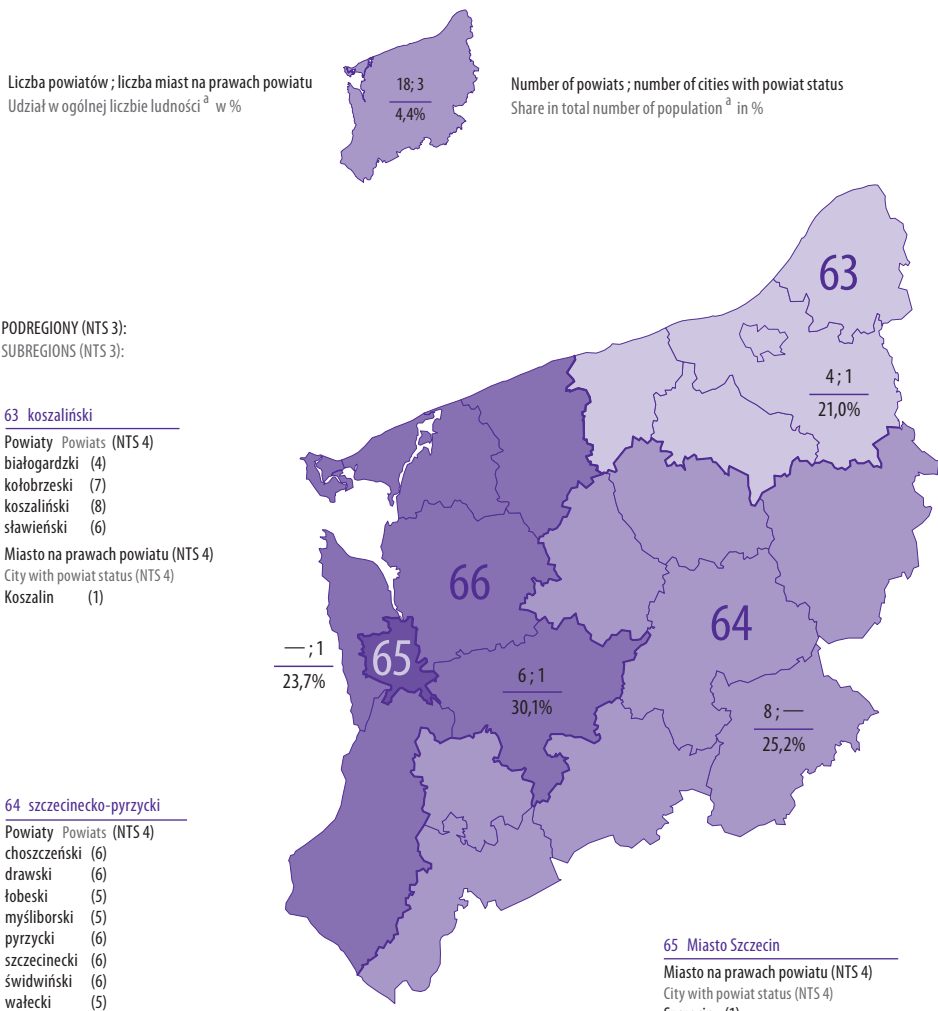 Liczba powiatów ; liczba miast na prawach powiatu
Udział w ogólnej liczbie ludności a w %
18; 3
4,4%
Number of powiats ; number of cities with powiat status
Share in total number of population a in %
PODREGIONY (NTS 3):
SUBREGIONS (NTS 3):
63 koszaliński
Powiaty Powiats (NTS 4)
białogardzki (4)
kołobrzeski (7)
koszaliński (8)
sławieński (6)
Miasto na prawach powiatu (NTS 4)
City with powiat status (NTS 4)
Koszalin (1)
63
4 ; 1
21,0%
66
64
65
— ; 1
23,7%
6 ; 1
30,1%
8 ; —
25,2%
64 szczecinecko-pyrzycki
Powiaty Powiats (NTS 4)
choszczeński (6)
drawski (6)
łobeski (5)
myśliborski (5)
pyrzycki (6)
szczecinecki (6)
świdwiński (6)
wałecki (5)
65 Miasto Szczecin
Miasto na prawach powiatu (NTS 4)
City with powiat status (NTS 4)
(1)